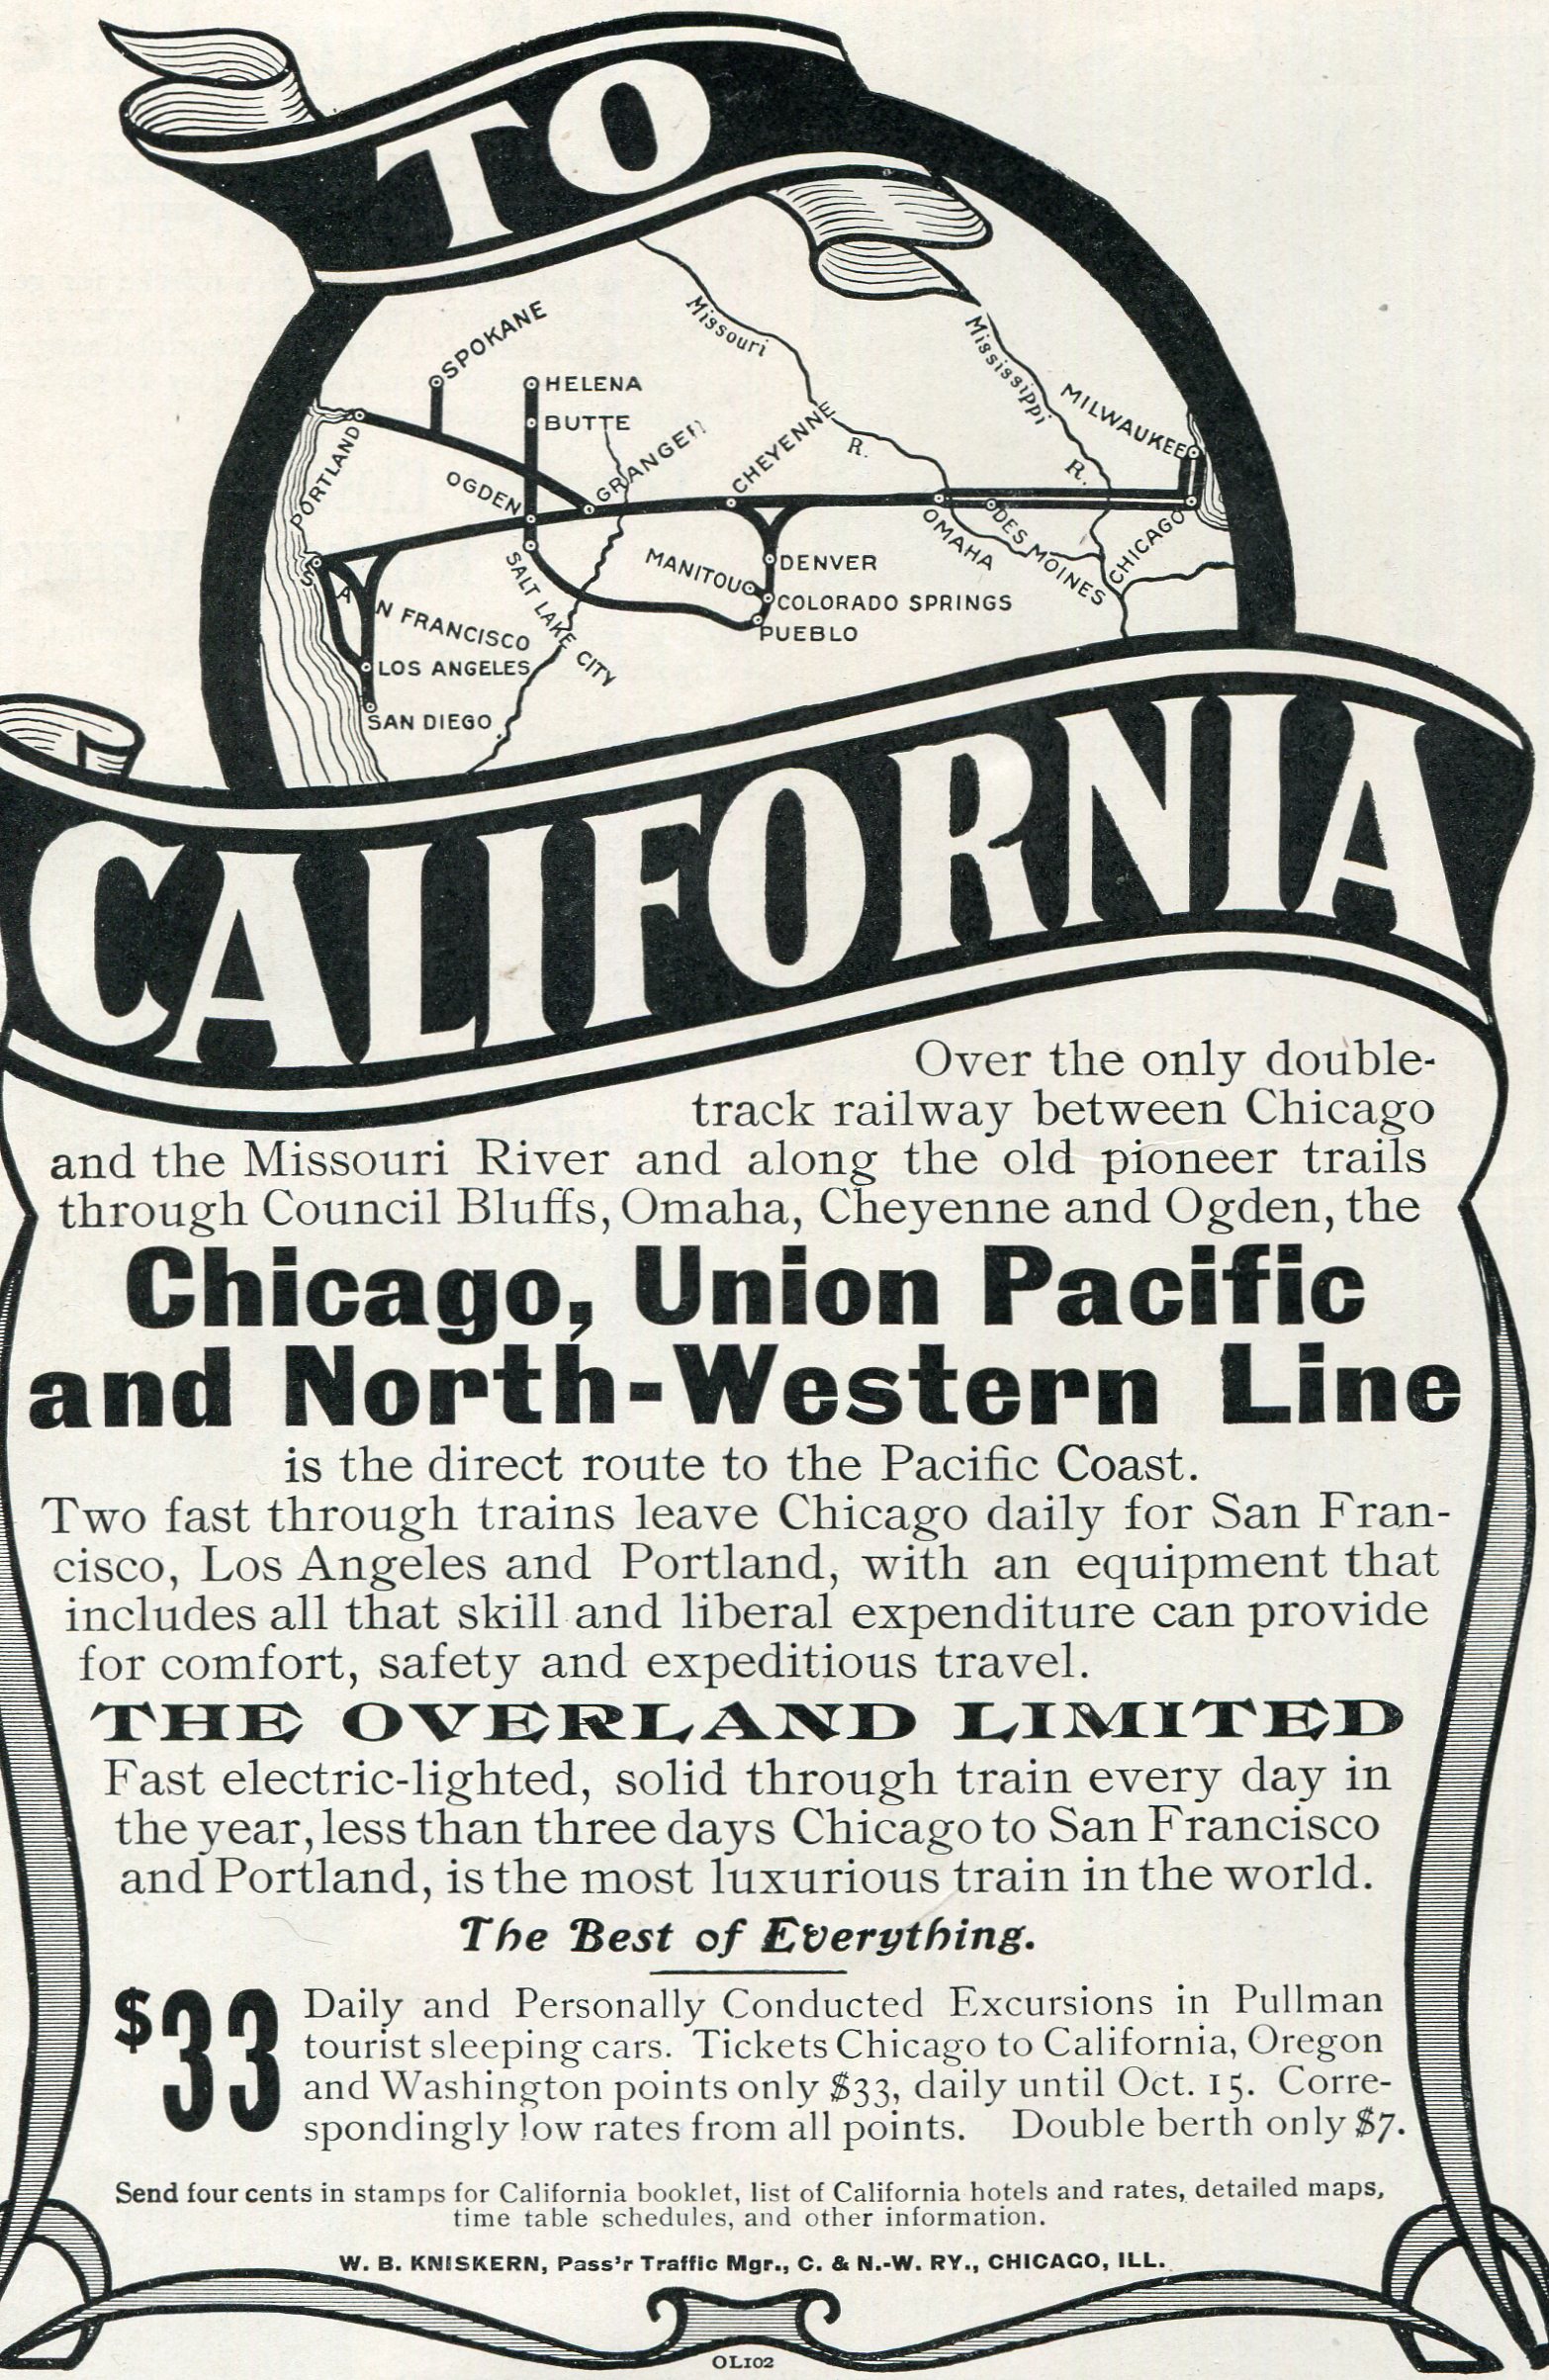 TO
SPOKANE
Missouri
R.
Mississippi
R.
HELENA
BUTTE
GRANGER
CHEYENNE
MILWAUKEE
PORTLAND
OGDEN
OMAHA
DES MOINES
CHICAGO
SALT LAKE CITY
MANITOU
DENVER
COLORADO SPRINGS
PUEBLO
SAN FRANCISCO
LOS ANGELES
SAN DIEGO
CALIFORNIA
Over the only double-
track railway between Chicago
and the Missouri River and along the old pioneer trails
through Council Bluffs, Omaha, Cheyenne and Ogden, the
Chicago, Union Pacific
and North-Western Line
is the direct route to the Pacific Coast.
Two fast through trains leave Chicago daily for San Fran-
cisco, Los Angeles and Portland, with an equipment that
includes all that skill and liberal expenditure can provide
for comfort, safety and expeditious travel.
THE OVERLAND LIMITED
Fast electric-lighted, solid through train every day in
the year, less than three days Chicago to San Francisco
and Portland, is the most luxurious train in the world.
The Best of Everything.
$33
Daily and Personally Conducted Excursions in Pullman
tourist sleeping cars. Tickets Chicago to California, Oregon
and Washington points only $33, daily until Oct. 15. Corre-
spondingly low rates from all points. Double berth only $7.
Send four cents in stamps for California booklet, list of California hotels and rates, detailed maps,
time table schedules, and other information.
W. B. KNISKERN, Pass'r Traffic Mgr., C. & N.-W. RY., CHICAGO, ILL.
OL102